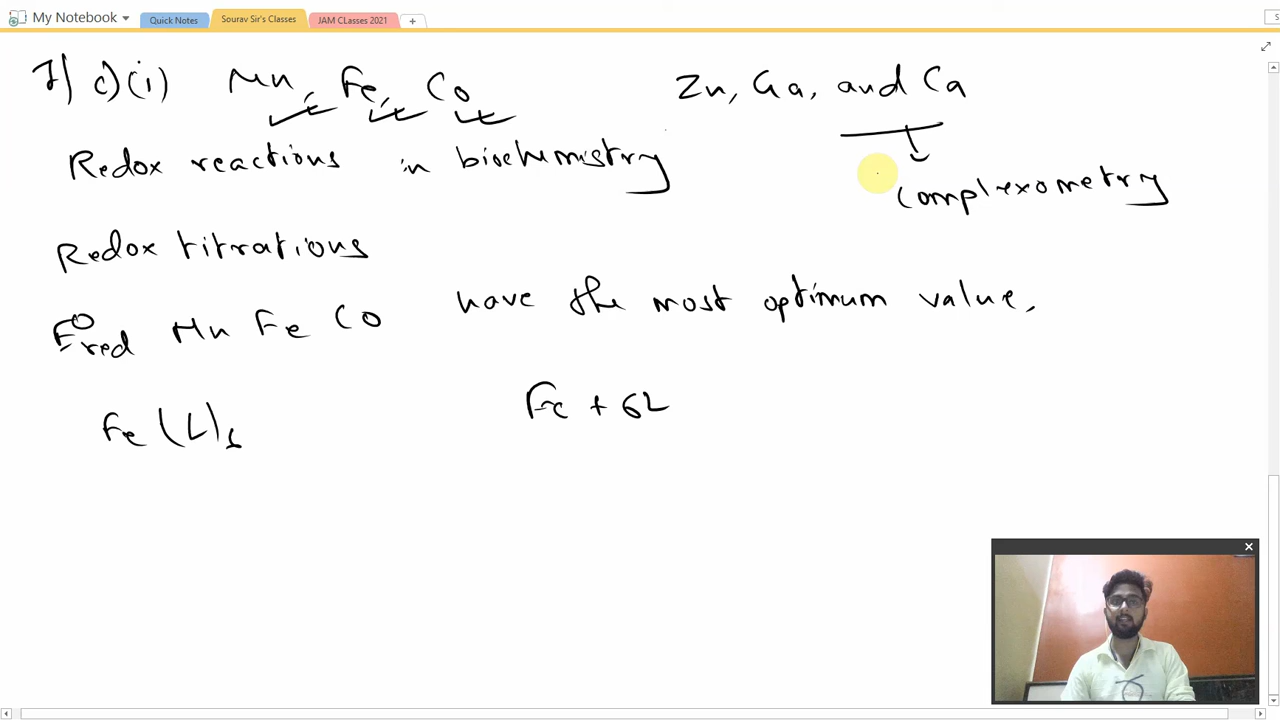 My Notebook
Quick Notes
Sourav Sir's Classes
JAM CLasses 2021
7) c)(i) Mn, Fe, Co
Zn, Ga, and Ca
Redox reactions in biochemistry
Complexometry
Redox titrations
E°red Mn Fe Co have the most optimum value.
Fe (L)6
Fe + 6L